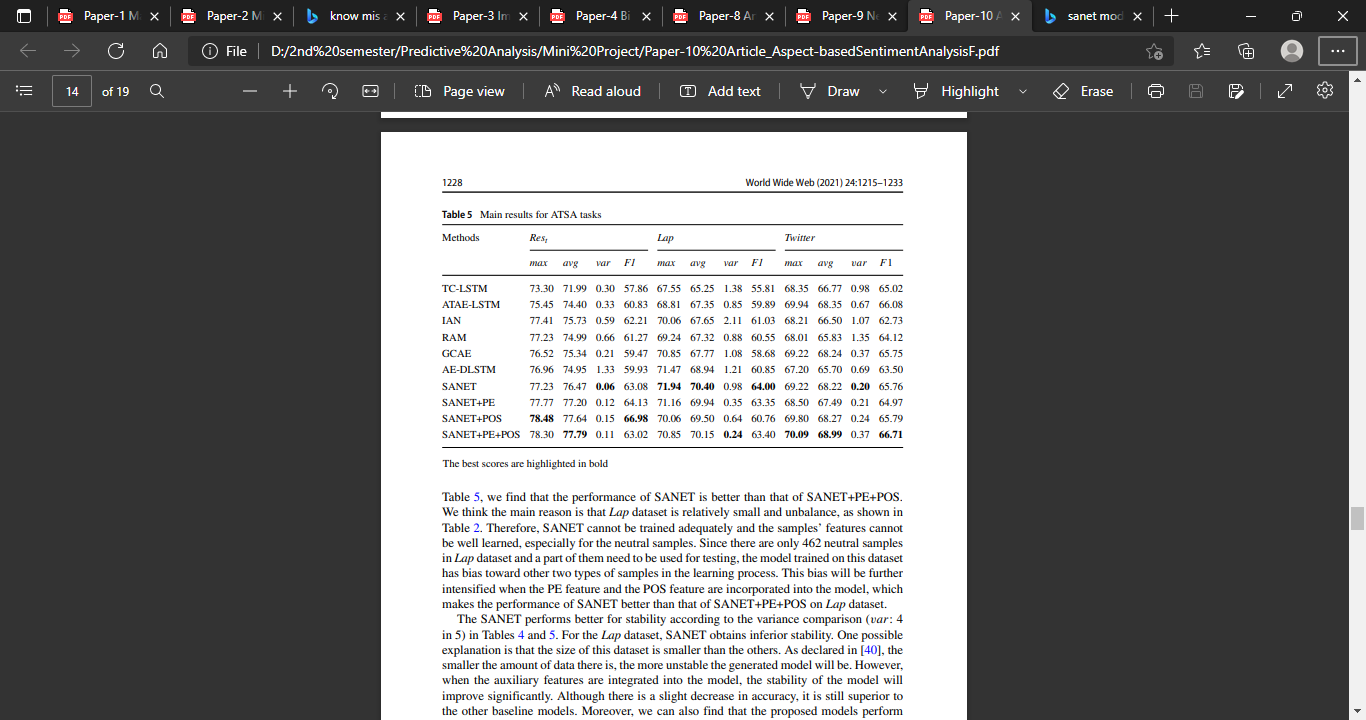 Paper-1 M
Paper-2 M
know mis
Paper-3 Im
Paper-4 Bi
Paper-8 Ar
Paper-9 Ne
Paper-10 A
sanet mod
File
D:/2nd%20semester/Predictive%20Analysis/Mini%20Project/Paper-10%20Article_Aspect-basedSentimentAnalysisF.pdf
14 of 19
Page view
Read aloud
Add text
Draw
Highlight
Erase
1228 World Wide Web (2021) 24:1215–1233
Table 5 Main results for ATSA tasks
Methods Rest Lap Twitter
max avg var F1 max avg var F1 max avg var F1
TC-LSTM 73.30 71.99 0.30 57.86 67.55 65.25 1.38 55.81 68.35 66.77 0.98 65.02
ATAE-LSTM 75.45 74.40 0.33 60.83 68.81 67.35 0.85 59.89 69.94 68.35 0.67 66.08
IAN 77.41 75.73 0.59 62.21 70.06 67.65 2.11 61.03 68.21 66.50 1.07 62.73
RAM 77.23 74.99 0.66 61.27 69.24 67.32 0.88 60.55 68.01 65.83 1.35 64.12
GCAE 76.52 75.34 0.21 59.47 70.85 67.77 1.08 58.68 69.22 68.24 0.37 65.75
AE-DLSTM 76.96 74.95 1.33 59.93 71.47 68.94 1.21 60.85 67.20 65.70 0.69 63.50
SANET 77.23 76.47 0.06 63.08 71.94 70.40 0.98 64.00 69.22 68.22 0.20 65.76
SANET+PE 77.77 77.20 0.12 64.13 71.16 69.94 0.35 63.35 68.50 67.49 0.21 64.97
SANET+POS 78.48 77.64 0.15 66.98 70.06 69.50 0.64 60.76 69.80 68.27 0.24 65.79
SANET+PE+POS 78.30 77.79 0.11 63.02 70.85 70.15 0.24 63.40 70.09 68.99 0.37 66.71
The best scores are highlighted in bold
Table 5, we find that the performance of SANET is better than that of SANET+PE+POS.
We think the main reason is that Lap dataset is relatively small and unbalance, as shown in
Table 2. Therefore, SANET cannot be trained adequately and the samples' features cannot
be well learned, especially for the neutral samples. Since there are only 462 neutral samples
in Lap dataset and a part of them need to be used for testing, the model trained on this dataset
has bias toward other two types of samples in the learning process. This bias will be further
intensified when the PE feature and the POS feature are incorporated into the model, which
makes the performance of SANET better than that of SANET+PE+POS on Lap dataset.
The SANET performs better for stability according to the variance comparison (var: 4
in 5) in Tables 4 and 5. For the Lap dataset, SANET obtains inferior stability. One possible
explanation is that the size of this dataset is smaller than the others. As declared in [40], the
smaller the amount of data there is, the more unstable the generated model will be. However,
when the auxiliary features are integrated into the model, the stability of the model will
improve significantly. Although there is a slight decrease in accuracy, it is still superior to
the other baseline models. Moreover, we can also find that the proposed models perform